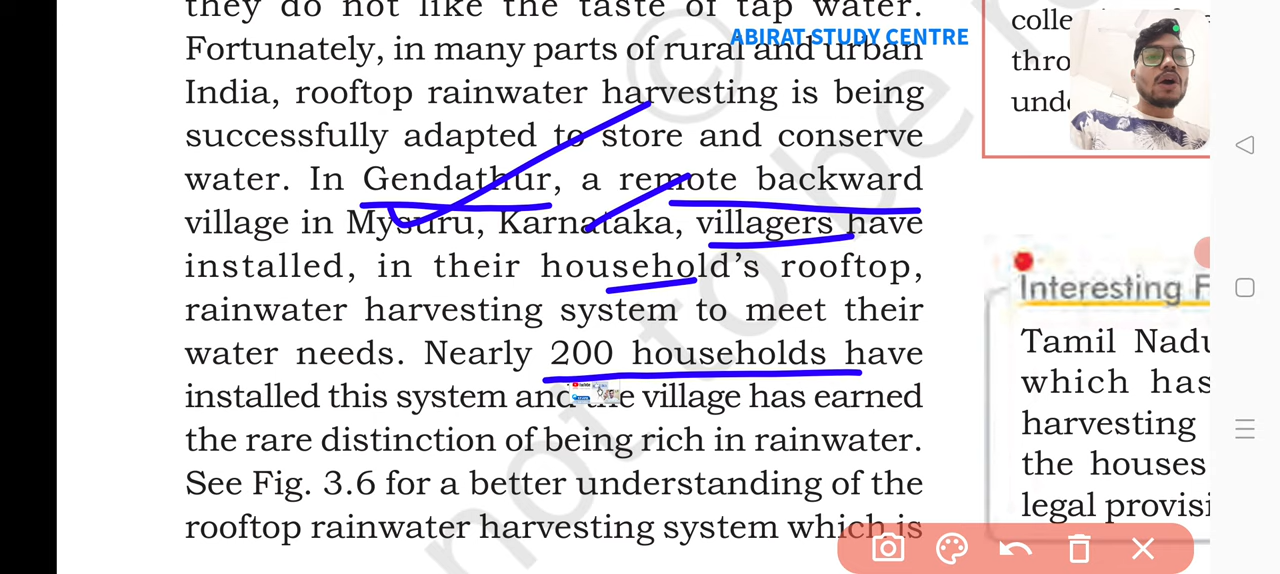 they do not like the taste of tap water.
ABIRAT STUDY CENTRE
Fortunately, in many parts of rural and urban
India, rooftop rainwater harvesting is being
successfully adapted to store and conserve
water. In Gendathur, a remote backward
village in Mysuru, Karnataka, villagers have
installed, in their household’s rooftop,
rainwater harvesting system to meet their
water needs. Nearly 200 households have
installed this system and the village has earned
the rare distinction of being rich in rainwater.
See Fig. 3.6 for a better understanding of the
rooftop rainwater harvesting system which is
colle
thro
und
Interesting F
Tamil Nadu
which has
harvesting
the houses
legal provisi
© not to be